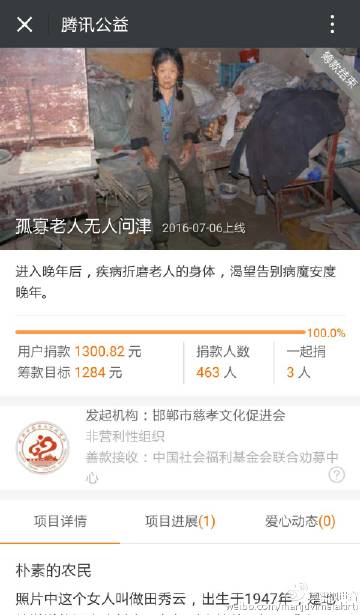 腾讯公益
筹款结束
孤寡老人无人问津 2016-07-06上线
进入晚年后，疾病折磨老人的身体，渴望告别病魔安度
晚年。
100.0%
用户捐款 1300.82 元 捐款人数 一起捐
筹款目标 1284 元 463 人 3 人
发起机构：邯郸市慈孝文化促进会
非营利性组织
善款接收：中国社会福利基金会联合劝募中
心
项目详情 项目进展(1) 爱心动态(0)
朴素的农民
照片中这个女人叫做田秀云，出生于1947年，是地